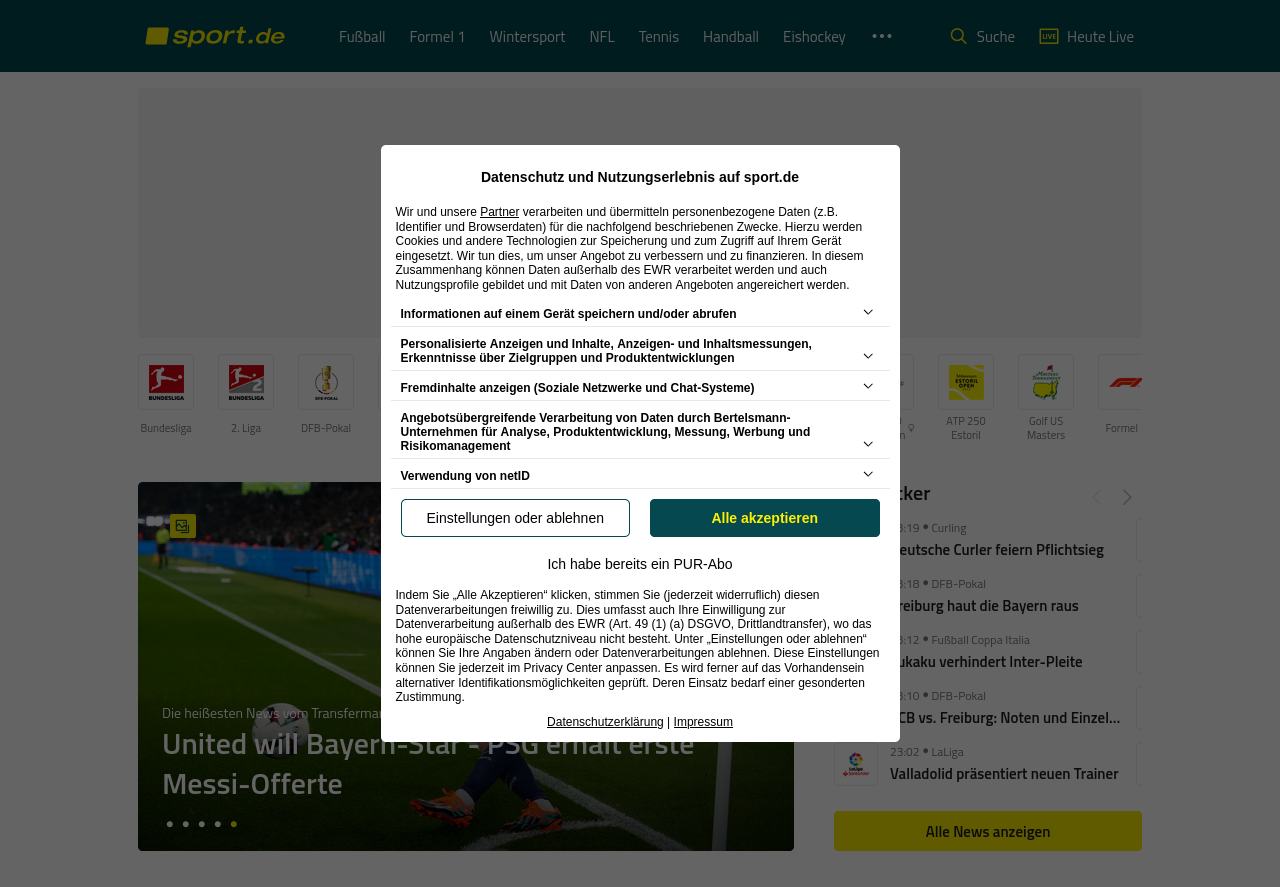 sport.de
Fußball
Formel 1
Wintersport
NFL
Tennis
Handball
Eishockey
Suche
LIVE
Heute Live
Datenschutz und Nutzungserlebnis auf sport.de
Wir und unsere Partner verarbeiten und übermitteln personenbezogene Daten (z.B.
Identifier und Browserdaten) für die nachfolgend beschriebenen Zwecke. Hierzu werden
Cookies und andere Technologien zur Speicherung und zum Zugriff auf Ihrem Gerät
eingesetzt. Wir tun dies, um unser Angebot zu verbessern und zu finanzieren. In diesem
Zusammenhang können Daten außerhalb des EWR verarbeitet werden und auch
Nutzungsprofile gebildet und mit Daten von anderen Angeboten angereichert werden.
Informationen auf einem Gerät speichern und/oder abrufen
Personalisierte Anzeigen und Inhalte, Anzeigen- und Inhaltsmessungen,
Erkenntnisse über Zielgruppen und Produktentwicklungen
Fremdinhalte anzeigen (Soziale Netzwerke und Chat-Systeme)
Angebotsübergreifende Verarbeitung von Daten durch Bertelsmann-
Unternehmen für Analyse, Produktentwicklung, Messung, Werbung und
Risikomanagement
Verwendung von netID
Einstellungen oder ablehnen
Alle akzeptieren
Ich habe bereits ein PUR-Abo
Indem Sie „Alle Akzeptieren“ klicken, stimmen Sie (jederzeit widerruflich) diesen
Datenverarbeitungen freiwillig zu. Dies umfasst auch Ihre Einwilligung zur
Datenverarbeitung außerhalb des EWR (Art. 49 (1) (a) DSGVO, Drittlandtransfer), wo das
hohe europäische Datenschutzniveau nicht besteht. Unter „Einstellungen oder ablehnen“
können Sie Ihre Angaben ändern oder Datenverarbeitungen ablehnen. Diese Einstellungen
können Sie jederzeit im Privacy Center anpassen. Es wird ferner auf das Vorhandensein
alternativer Identifikationsmöglichkeiten geprüft. Deren Einsatz bedarf einer gesonderten
Zustimmung.
Datenschutzerklärung | Impressum
BUNDESLIGA
BUNDESLIGA
DFB-POKAL
Bundesliga
2. Liga
DFB-Pokal
ATP 250
Estoril
Golf US
Masters
Formel
Die heißesten News vom Transfermar
United will Bayern-Star - PSG erhält erste
Messi-Offerte
cker
3:19 • Curling
eutsche Curler feiern Pflichtsieg
3:18 • DFB-Pokal
reiburg haut die Bayern raus
3:12 • Fußball Coppa Italia
ukaku verhindert Inter-Pleite
3:10 • DFB-Pokal
CB vs. Freiburg: Noten und Einzel...
23:02 • LaLiga
Valladolid präsentiert neuen Trainer
Alle News anzeigen